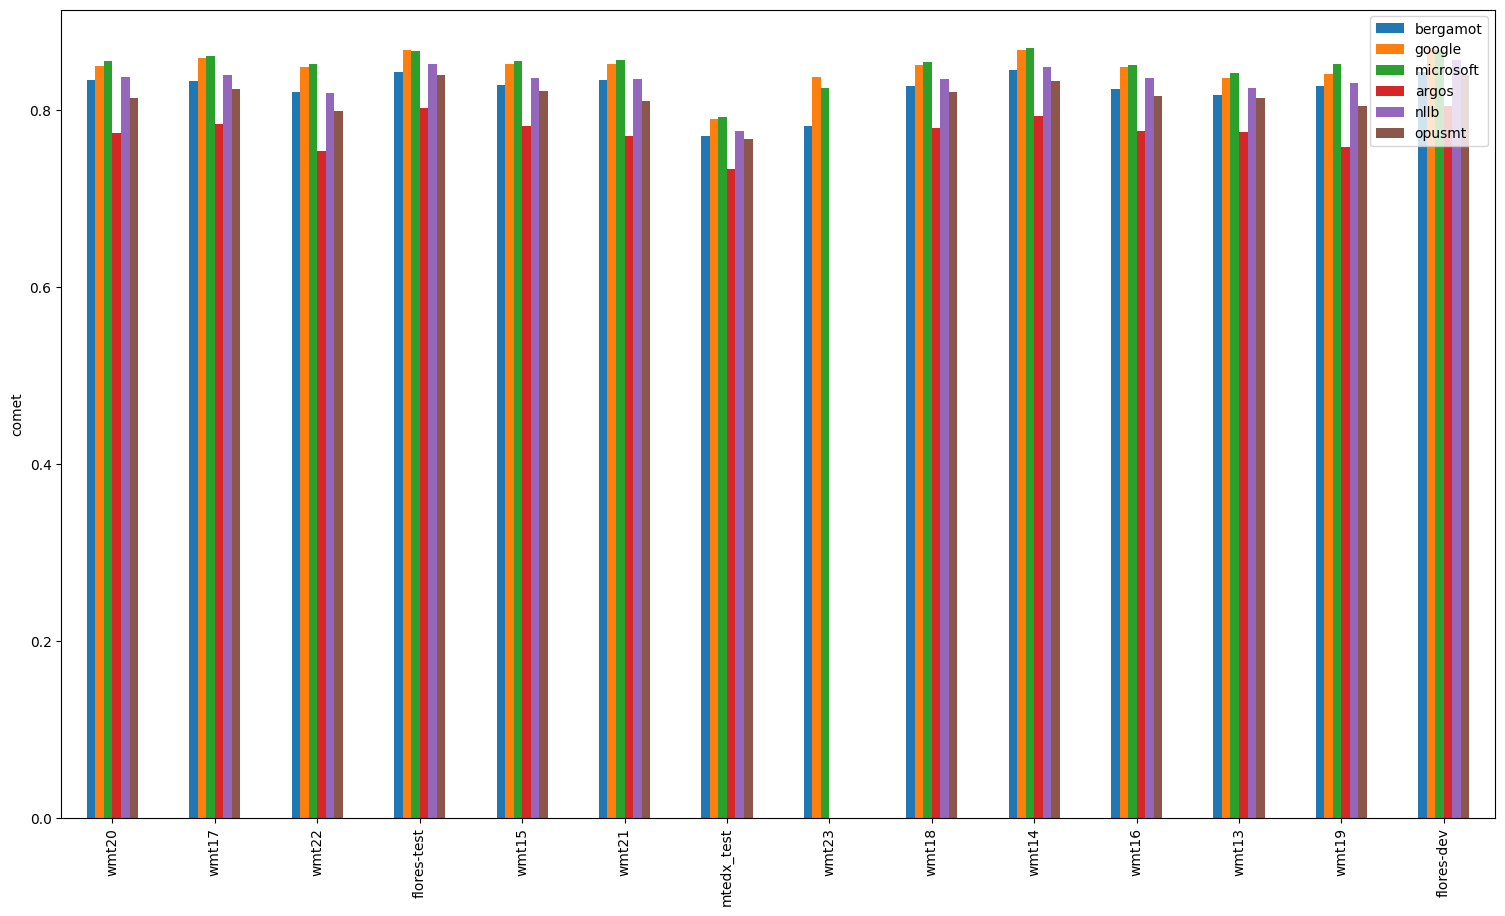 bergamot
google
microsoft
argos
nllb
opusmt
comet
0.8
0.6
0.4
0.2
0.0
wmt20
wmt17
wmt22
flores-test
wmt15
wmt21
mtedx_test
wmt23
wmt18
wmt14
wmt16
wmt13
wmt19
flores-dev